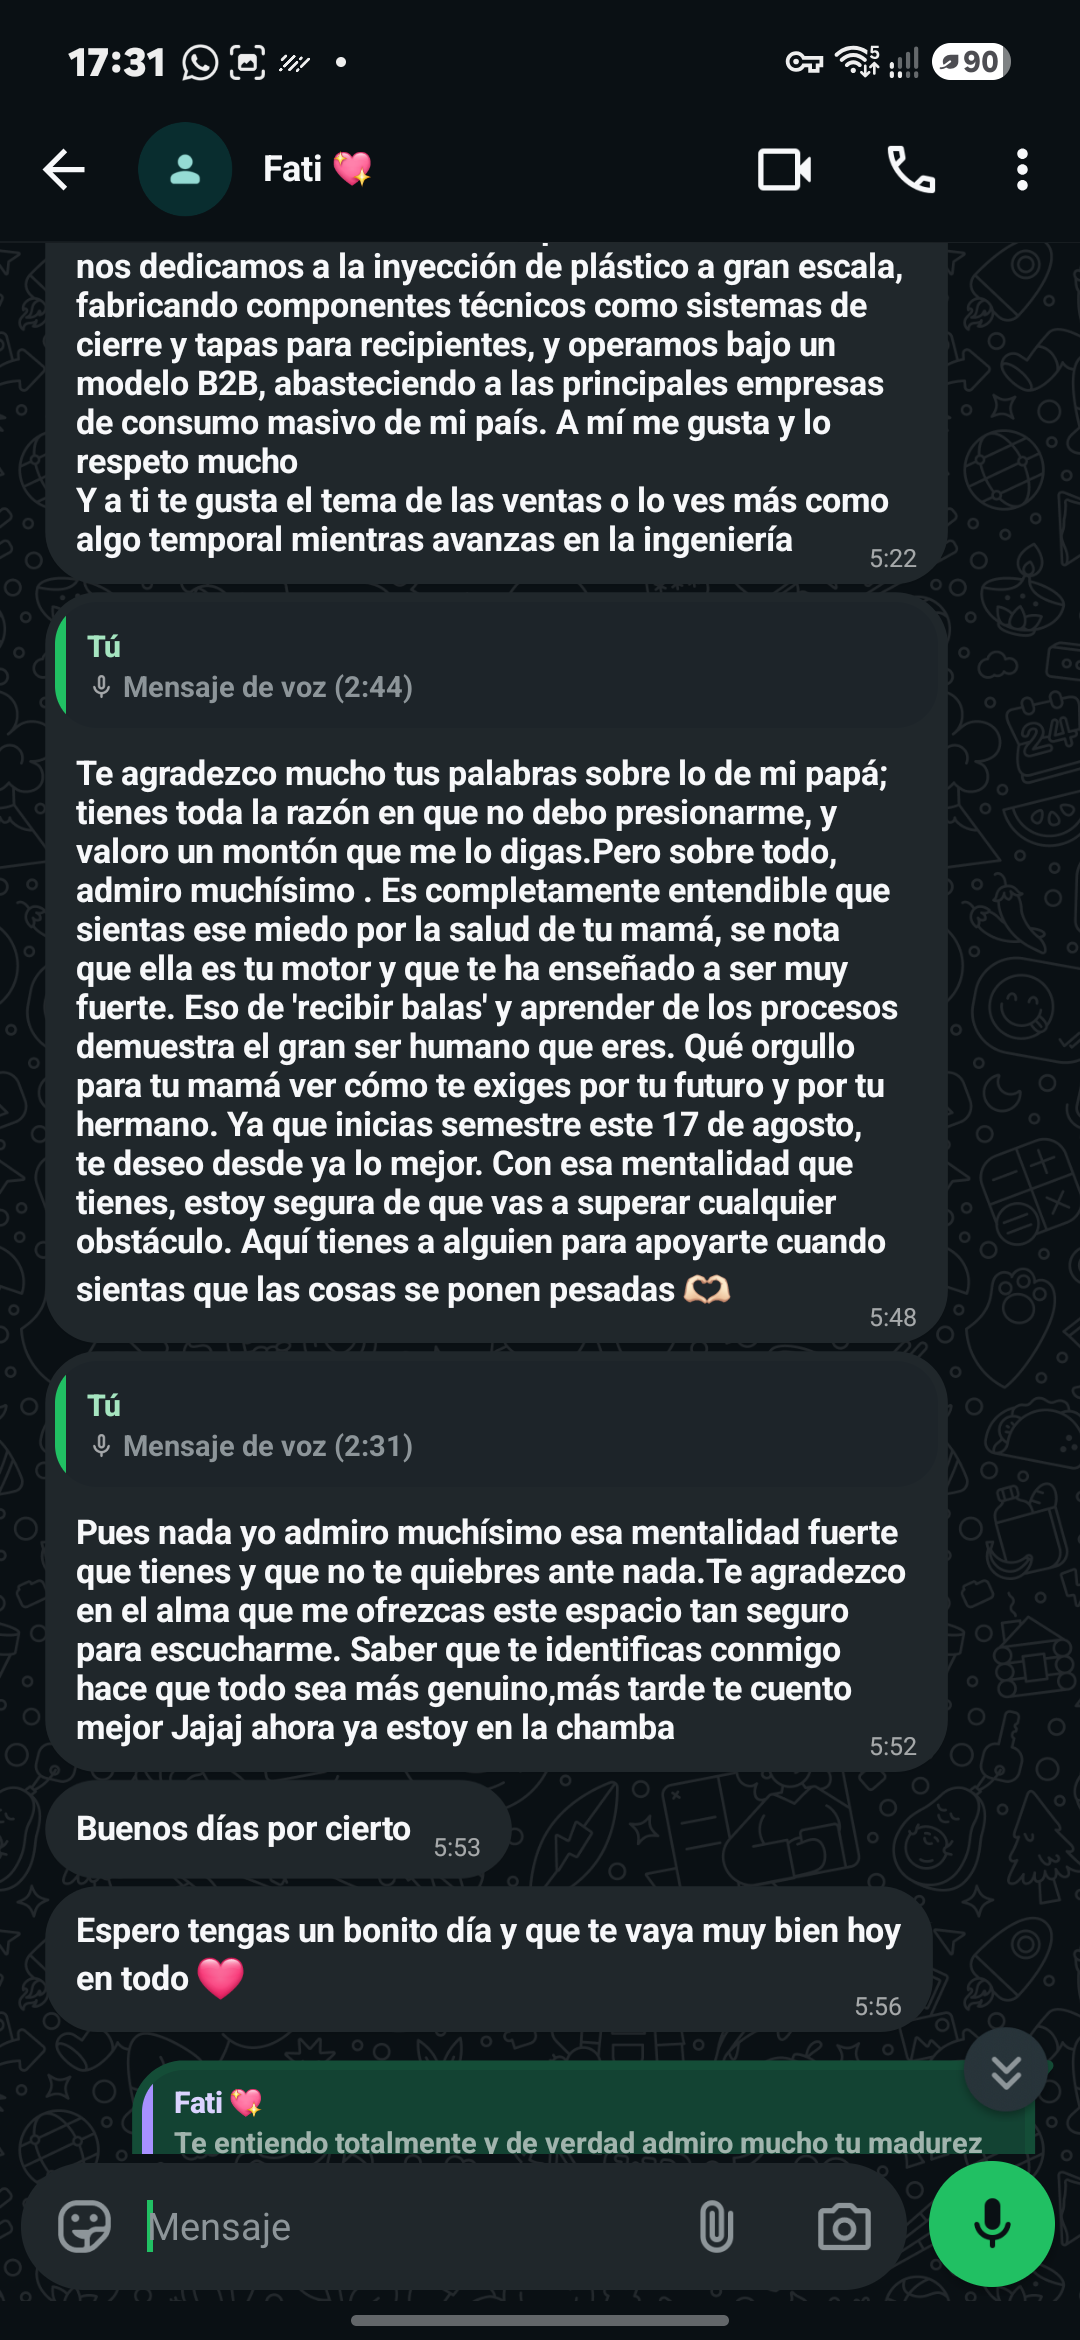 17:31
5
90
Fati 💖
nos dedicamos a la inyección de plástico a gran escala,
fabricando componentes técnicos como sistemas de
cierre y tapas para recipientes, y operamos bajo un
modelo B2B, abasteciendo a las principales empresas
de consumo masivo de mi país. A mí me gusta y lo
respeto mucho
Y a ti te gusta el tema de las ventas o lo ves más como
algo temporal mientras avanzas en la ingeniería
5:22
Tú
Mensaje de voz (2:44)
Te agradezco mucho tus palabras sobre lo de mi papá;
tienes toda la razón en que no debo presionarme, y
valoro un montón que me lo digas.Pero sobre todo,
admiro muchísimo . Es completamente entendible que
sientas ese miedo por la salud de tu mamá, se nota
que ella es tu motor y que te ha enseñado a ser muy
fuerte. Eso de 'recibir balas' y aprender de los procesos
demuestra el gran ser humano que eres. Qué orgullo
para tu mamá ver cómo te exiges por tu futuro y por tu
hermano. Ya que inicias semestre este 17 de agosto,
te deseo desde ya lo mejor. Con esa mentalidad que
tienes, estoy segura de que vas a superar cualquier
obstáculo. Aquí tienes a alguien para apoyarte cuando
sientas que las cosas se ponen pesadas 🫶🏻
5:48
Tú
Mensaje de voz (2:31)
Pues nada yo admiro muchísimo esa mentalidad fuerte
que tienes y que no te quiebres ante nada.Te agradezco
en el alma que me ofrezcas este espacio tan seguro
para escucharme. Saber que te identificas conmigo
hace que todo sea más genuino,más tarde te cuento
mejor Jajaj ahora ya estoy en la chamba
5:52
Buenos días por cierto
5:53
Espero tengas un bonito día y que te vaya muy bien hoy
en todo ❤️
5:56
Fati 💖
Te entiendo totalmente y de verdad admiro mucho tu madurez
Mensaje